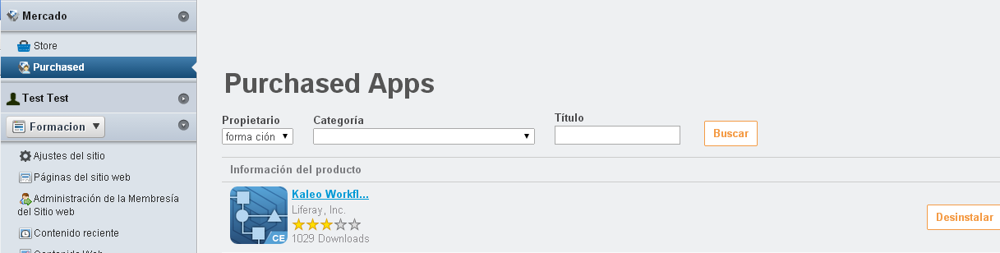 Mercado
Store
Purchased
Test Test
Formacion
Ajustes del sitio
Páginas del sitio web
Administración de la Membresía
del Sitio web
Contenido reciente
Contenido Web
Purchased Apps
Propietario
Categoría
Título
forma ción
Buscar
Información del producto
Kaleo Workfl...
Liferay, Inc.
CE
1029 Downloads
Desinstalar